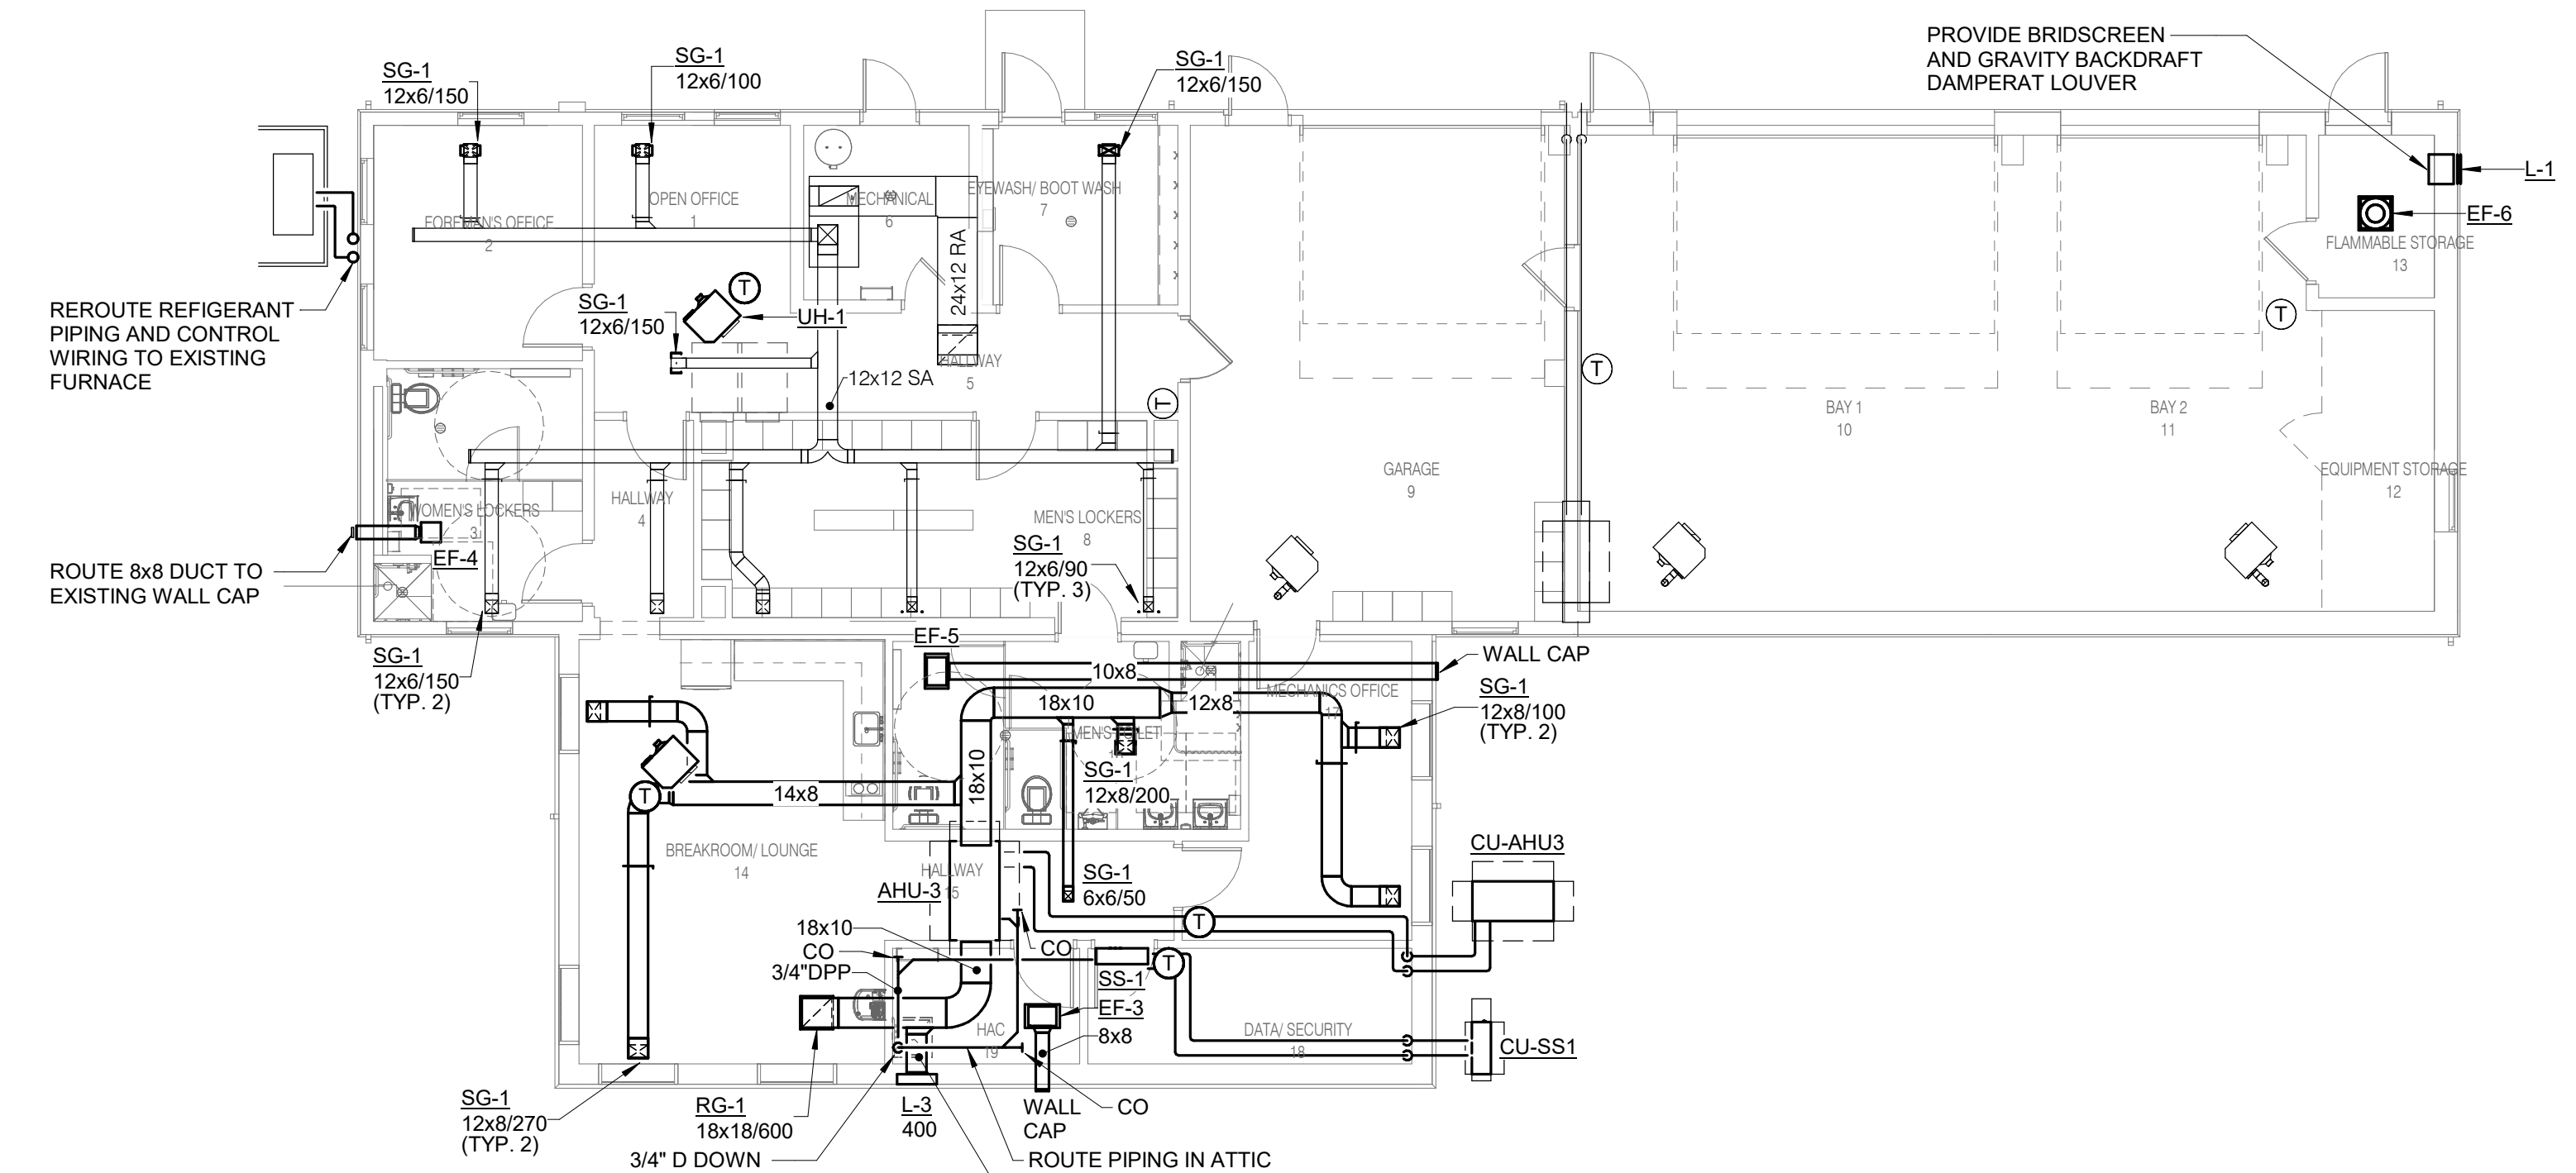 SG-1
12x6/150
SG-1
12x6/100
SG-1
12x6/150
PROVIDE BRIDSCREEN
AND GRAVITY BACKDRAFT
DAMPERAT LOUVER
L-1
EF-6
FLAMMABLE STORAGE
13
FOREMEN'S OFFICE
2
OPEN OFFICE
1
MECHANICAL
6
EYEWASH/ BOOT WASH
7
24x12 RA
REROUTE REFIGERANT
PIPING AND CONTROL
WIRING TO EXISTING
FURNACE
SG-1
12x6/150
T
UH-1
12x12 SA
HALLWAY
5
T
T
T
BAY 1
10
BAY 2
11
GARAGE
9
EQUIPMENT STORAGE
12
WOMEN'S LOCKERS
3
HALLWAY
4
MEN'S LOCKERS
8
SG-1
12x6/90
(TYP. 3)
EF-4
ROUTE 8x8 DUCT TO
EXISTING WALL CAP
SG-1
12x6/150
(TYP. 2)
EF-5
10x8
WALL CAP
18x10
12x8
MECHANICS OFFICE
17
SG-1
12x8/100
(TYP. 2)
MEN'S TOILET
18x10
SG-1
12x8/200
T
14x8
BREAKROOM/ LOUNGE
14
HALLWAY
15
AHU-3
SG-1
6x6/50
CU-AHU3
T
18x10
CO
3/4"DPP
CO
T
SS-1
EF-3
8x8
HAC
19
DATA/ SECURITY
18
CU-SS1
SG-1
12x8/270
(TYP. 2)
RG-1
18x18/600
L-3
400
WALL
CAP
CO
3/4" D DOWN
ROUTE PIPING IN ATTIC